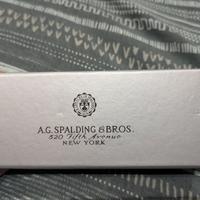 A.G. SPALDING & BROS.
520 Fifth Avenue
NEW YORK